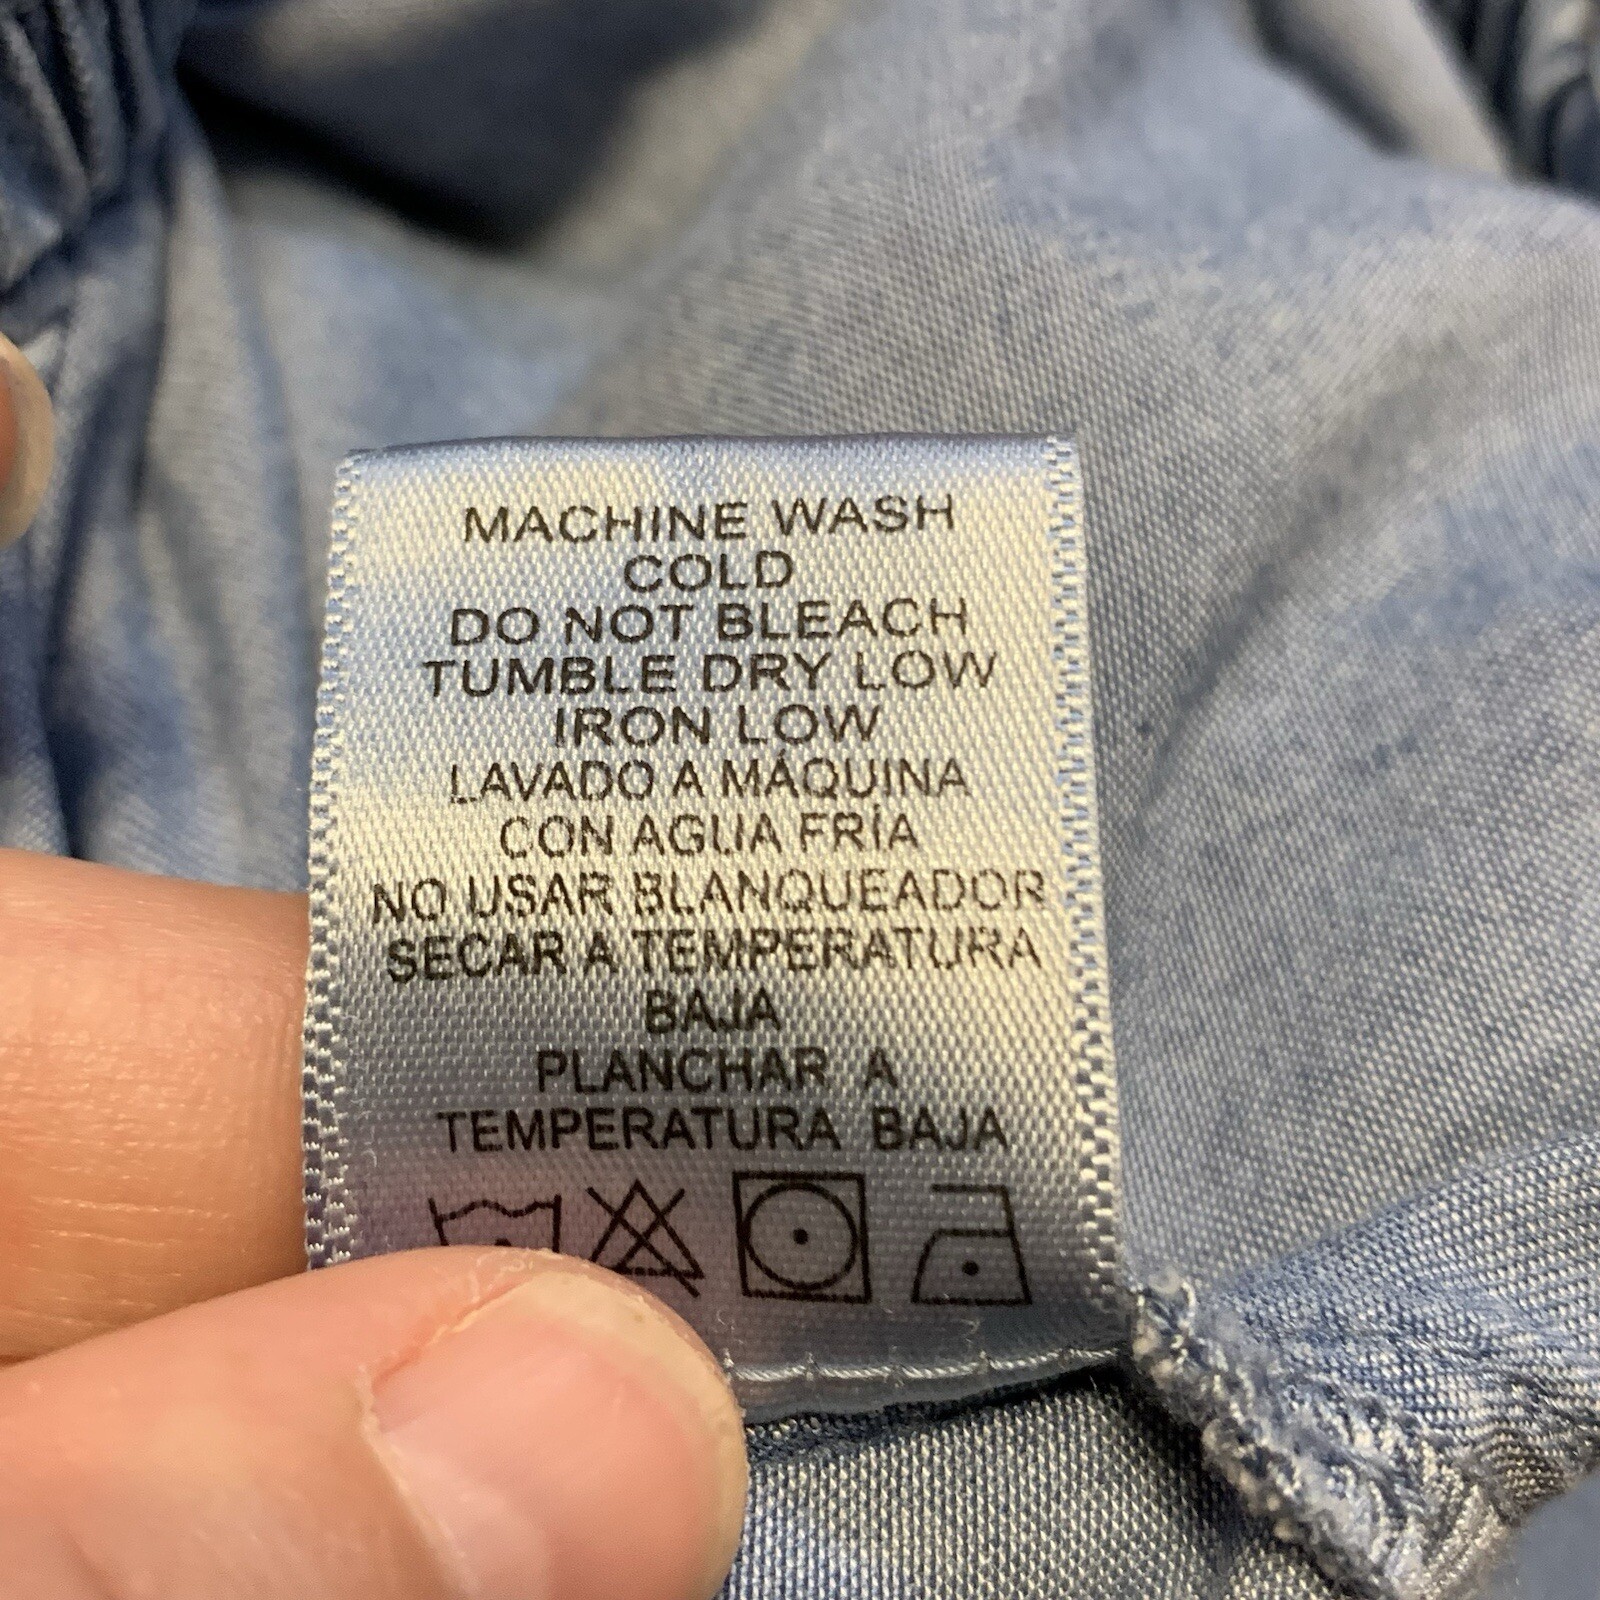 MACHINE WASH
COLD
DO NOT BLEACH
TUMBLE DRY LOW
IRON LOW
LAVADO A MÁQUINA
CON AGUA FRÍA
NO USAR BLANQUEADOR
SECAR A TEMPERATURA
BAJA
PLANCHAR A
TEMPERATURA BAJA